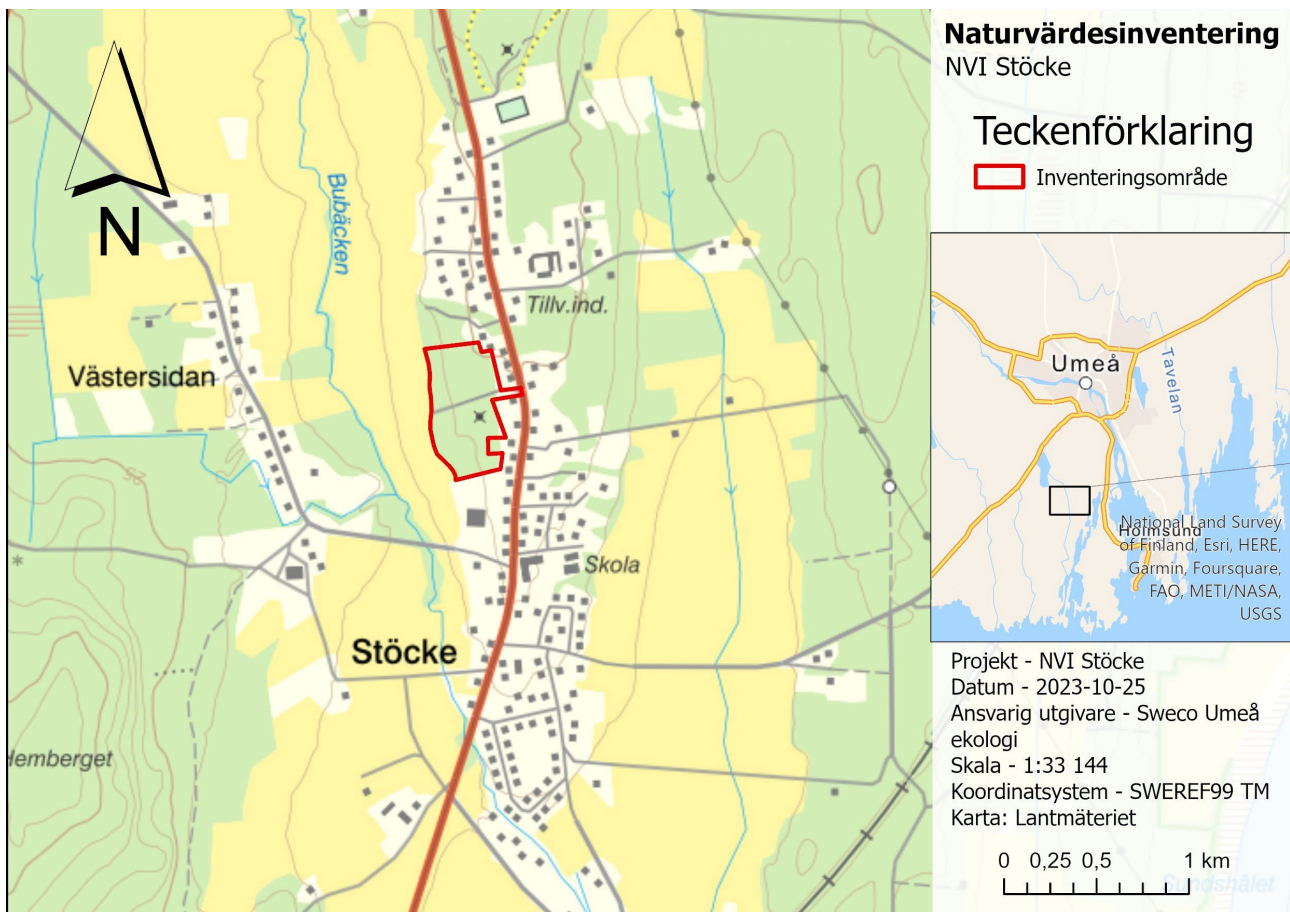 Naturvärdesinventering
NVI Stöcke
Teckenförklaring
Inventeringsområde
N
Bubäcken
Tillv.ind.
Västersidan
Skola
Stöcke
Hemberget
Umeå
Tavelan
Holmsund
National Land Survey
of Finland, Esri, HERE,
Garmin, Foursquare,
FAO, METI/NASA,
USGS
Projekt - NVI Stöcke
Datum - 2023-10-25
Ansvarig utgivare - Sweco Umeå
ekologi
Skala - 1:33 144
Koordinatsystem - SWEREF99 TM
Karta: Lantmäteriet
0 0,25 0,5 1 km
Sundshålet